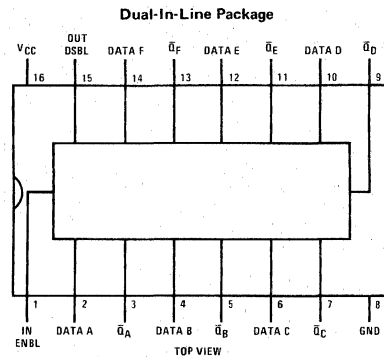 Dual-In-Line Package
OUT
VCC DSBL DATA F Q̄F DATA E Q̄E DATA D Q̄D
16 15 14 13 12 11 10 9
1 2 3 4 5 6 7 8
IN DATA A Q̄A DATA B Q̄B DATA C Q̄C GND
ENBL
TOP VIEW